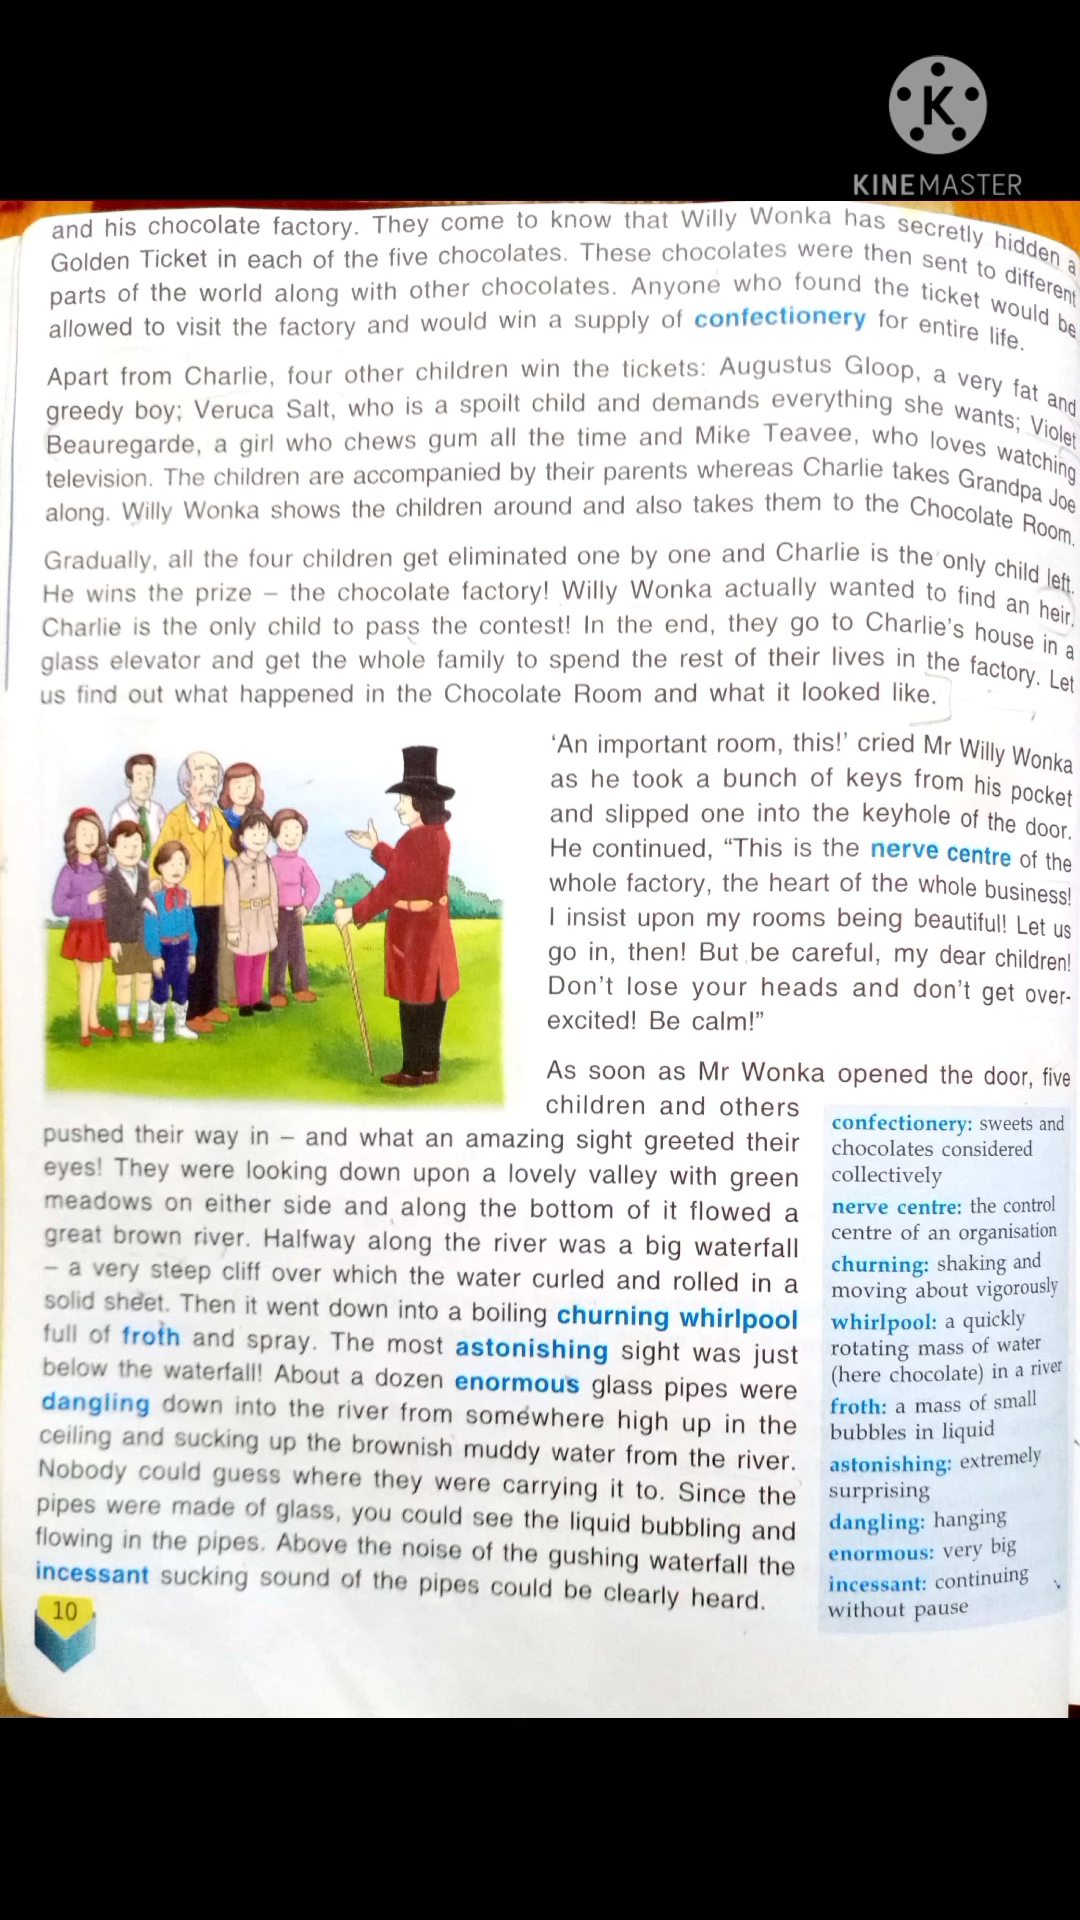 K
KINEMASTER
and his chocolate factory. They come to know that Willy Wonka has secretly hidden a
Golden Ticket in each of the five chocolates. These chocolates were then sent to different
parts of the world along with other chocolates. Anyone who found the ticket would be
allowed to visit the factory and would win a supply of confectionery for entire life.
Apart from Charlie, four other children win the tickets: Augustus Gloop, a very fat and
greedy boy; Veruca Salt, who is a spoilt child and demands everything she wants; Violet
Beauregarde, a girl who chews gum all the time and Mike Teavee, who loves watching
television. The children are accompanied by their parents whereas Charlie takes Grandpa Joe
along. Willy Wonka shows the children around and also takes them to the Chocolate Room.
Gradually, all the four children get eliminated one by one and Charlie is the only child left.
He wins the prize – the chocolate factory! Willy Wonka actually wanted to find an heir.
Charlie is the only child to pass the contest! In the end, they go to Charlie's house in a
glass elevator and get the whole family to spend the rest of their lives in the factory. Let
us find out what happened in the Chocolate Room and what it looked like.
'An important room, this!' cried Mr Willy Wonka
as he took a bunch of keys from his pocket
and slipped one into the keyhole of the door.
He continued, "This is the nerve centre of the
whole factory, the heart of the whole business!
I insist upon my rooms being beautiful! Let us
go in, then! But be careful, my dear children!
Don't lose your heads and don't get over-
excited! Be calm!"
As soon as Mr Wonka opened the door, five
children and others
pushed their way in – and what an amazing sight greeted their
eyes! They were looking down upon a lovely valley with green
meadows on either side and along the bottom of it flowed a
great brown river. Halfway along the river was a big waterfall
– a very steep cliff over which the water curled and rolled in a
solid sheet. Then it went down into a boiling churning whirlpool
full of froth and spray. The most astonishing sight was just
below the waterfall! About a dozen enormous glass pipes were
dangling down into the river from somewhere high up in the
ceiling and sucking up the brownish muddy water from the river.
Nobody could guess where they were carrying it to. Since the
pipes were made of glass, you could see the liquid bubbling and
flowing in the pipes. Above the noise of the gushing waterfall the
incessant sucking sound of the pipes could be clearly heard.
confectionery: sweets and
chocolates considered
collectively
nerve centre: the control
centre of an organisation
churning: shaking and
moving about vigorously
whirlpool: a quickly
rotating mass of water
(here chocolate) in a river
froth: a mass of small
bubbles in liquid
astonishing: extremely
surprising
dangling: hanging
enormous: very big
incessant: continuing
without pause
10